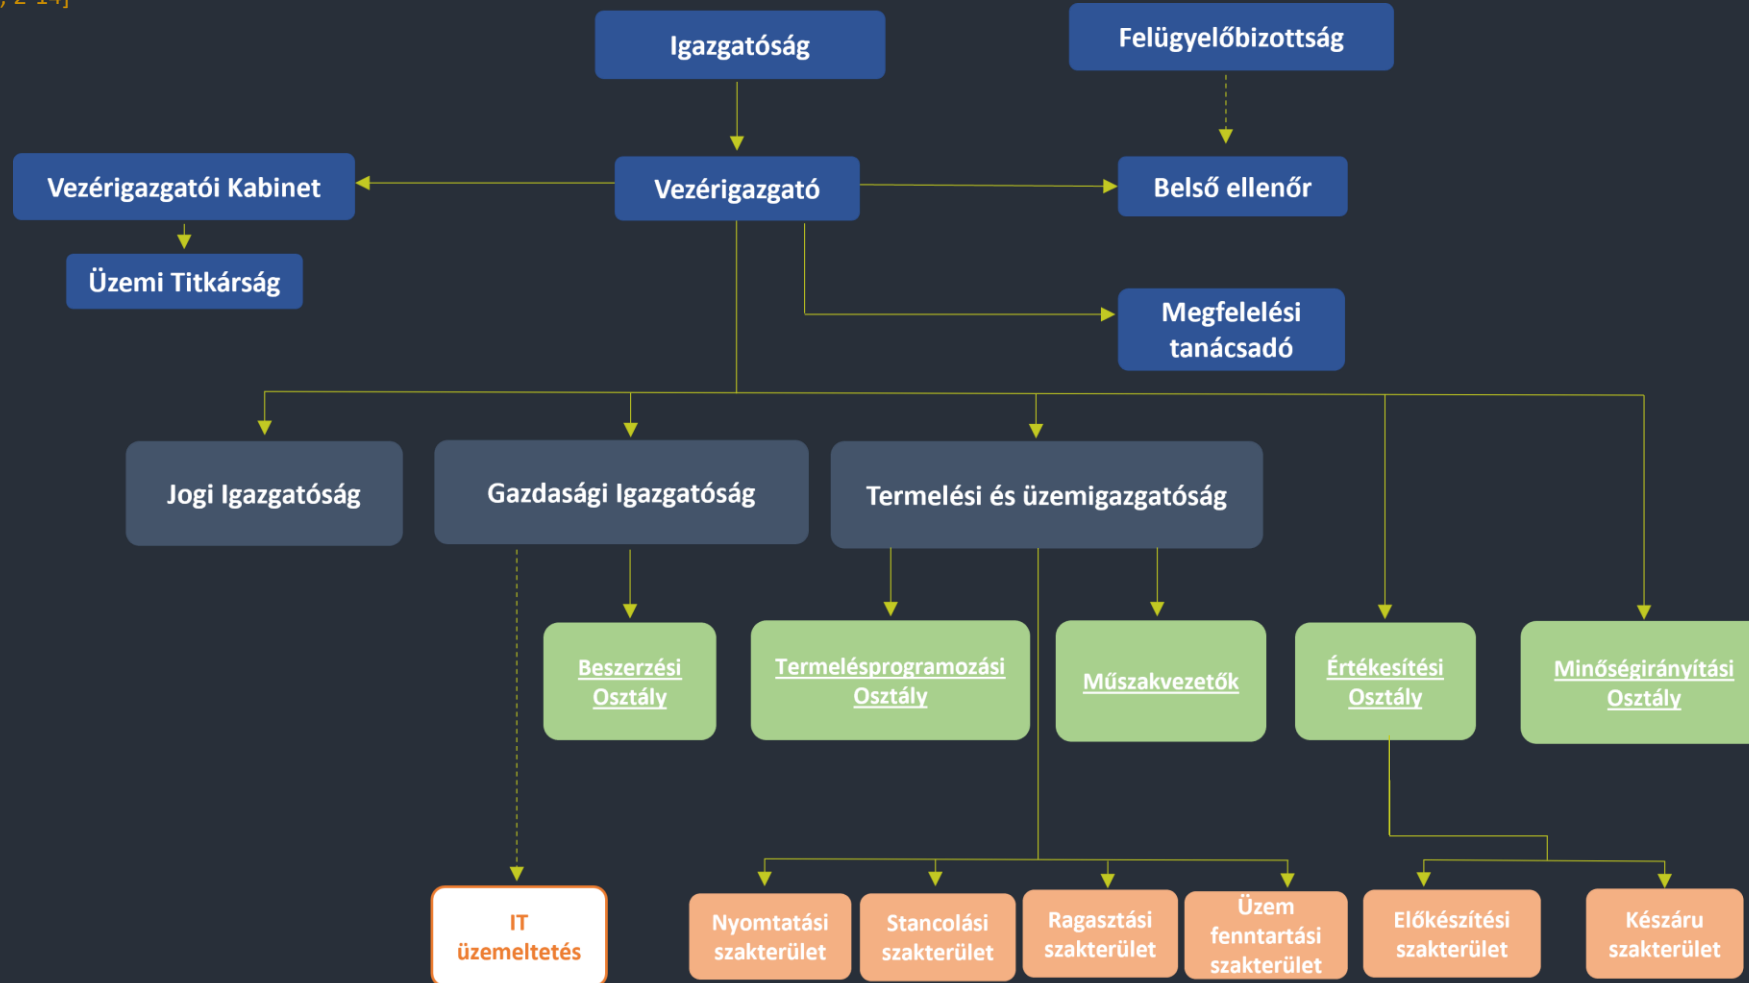 , 2-14]
Igazgatóság
Felügyelőbizottság
Vezérigazgatói Kabinet
Vezérigazgató
Belső ellenőr
Üzemi Titkárság
Megfelelési
tanácsadó
Jogi Igazgatóság
Gazdasági Igazgatóság
Termelési és üzemigazgatóság
Beszerzési
Osztály
Termelésprogramozási
Osztály
Műszakvezetők
Értékesítési
Osztály
Minőségirányítási
Osztály
IT
üzemeltetés
Nyomtatási
szakterület
Stancolási
szakterület
Ragasztási
szakterület
Üzem
fenntartási
szakterület
Előkészítési
szakterület
Készáru
szakterület